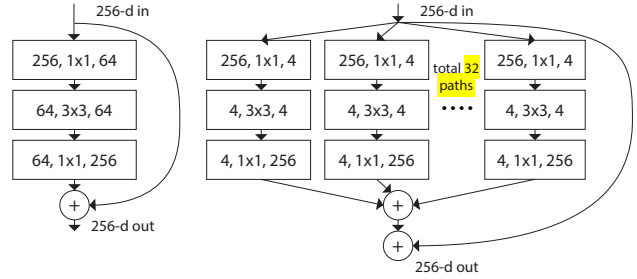 256-d in
256, 1x1, 64
64, 3x3, 64
64, 1x1, 256
+
256-d out
256-d in
256, 1x1, 4
256, 1x1, 4
total 32
paths
256, 1x1, 4
4, 3x3, 4
4, 3x3, 4
....
4, 3x3, 4
4, 1x1, 256
4, 1x1, 256
4, 1x1, 256
+
+
256-d out